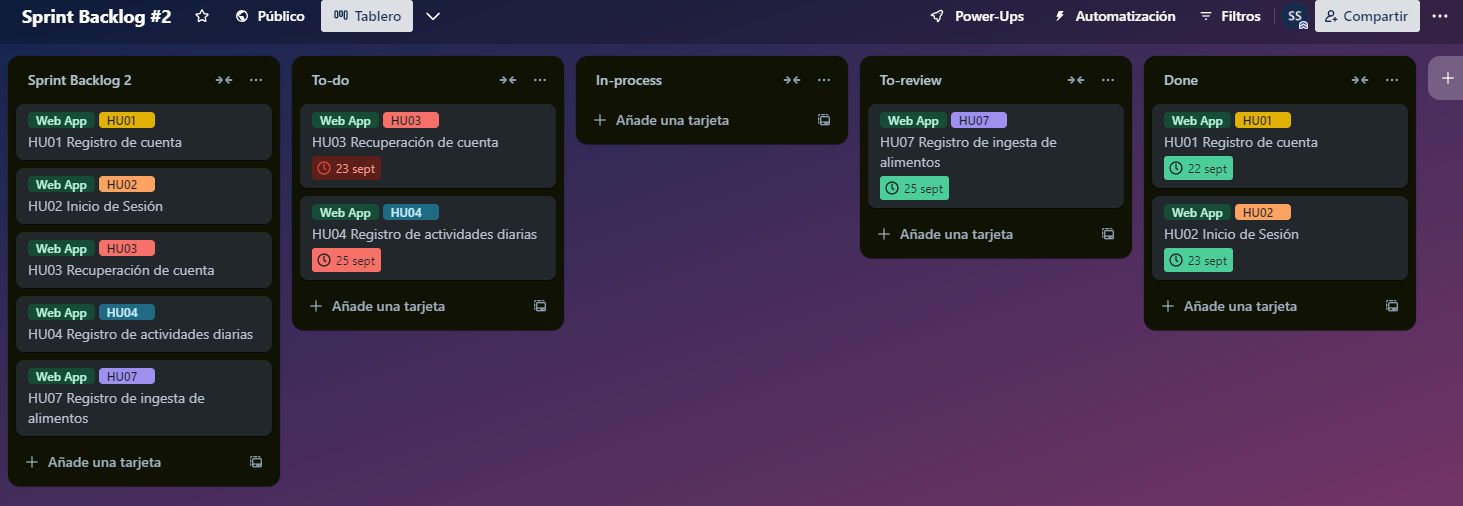 Sprint Backlog #2 Público Tablero Power-Ups Automatización Filtros SS Compartir
Sprint Backlog 2
Web App HU01
HU01 Registro de cuenta
Web App HU02
HU02 Inicio de Sesión
Web App HU03
HU03 Recuperación de cuenta
Web App HU04
HU04 Registro de actividades diarias
Web App HU07
HU07 Registro de ingesta de
alimentos
Añade una tarjeta
To-do
Web App HU03
HU03 Recuperación de cuenta
23 sept
Web App HU04
HU04 Registro de actividades diarias
25 sept
Añade una tarjeta
In-process
Añade una tarjeta
To-review
Web App HU07
HU07 Registro de ingesta de
alimentos
25 sept
Añade una tarjeta
Done
Web App HU01
HU01 Registro de cuenta
22 sept
Web App HU02
HU02 Inicio de Sesión
23 sept
Añade una tarjeta